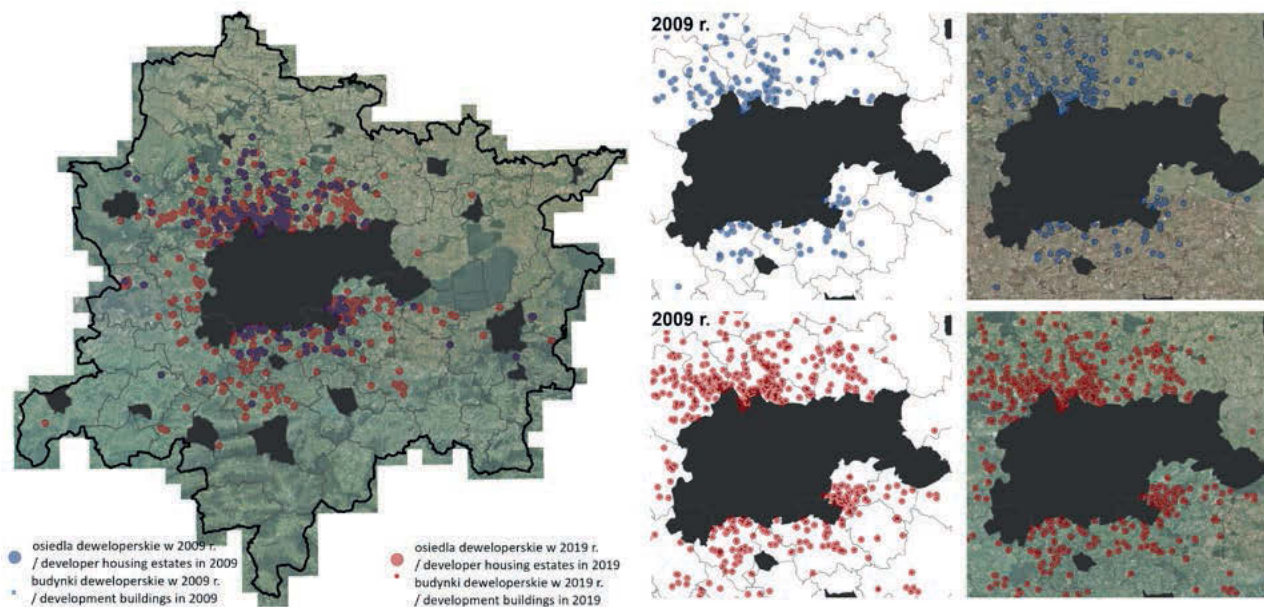 2009 r.
2009 r.
osiedla deweloperskie w 2009 r.
/ developer housing estates in 2009
budynki deweloperskie w 2009 r.
/ development buildings in 2009
osiedla deweloperskie w 2019 r.
/ developer housing estates in 2019
budynki deweloperskie w 2019 r.
/ development buildings in 2019